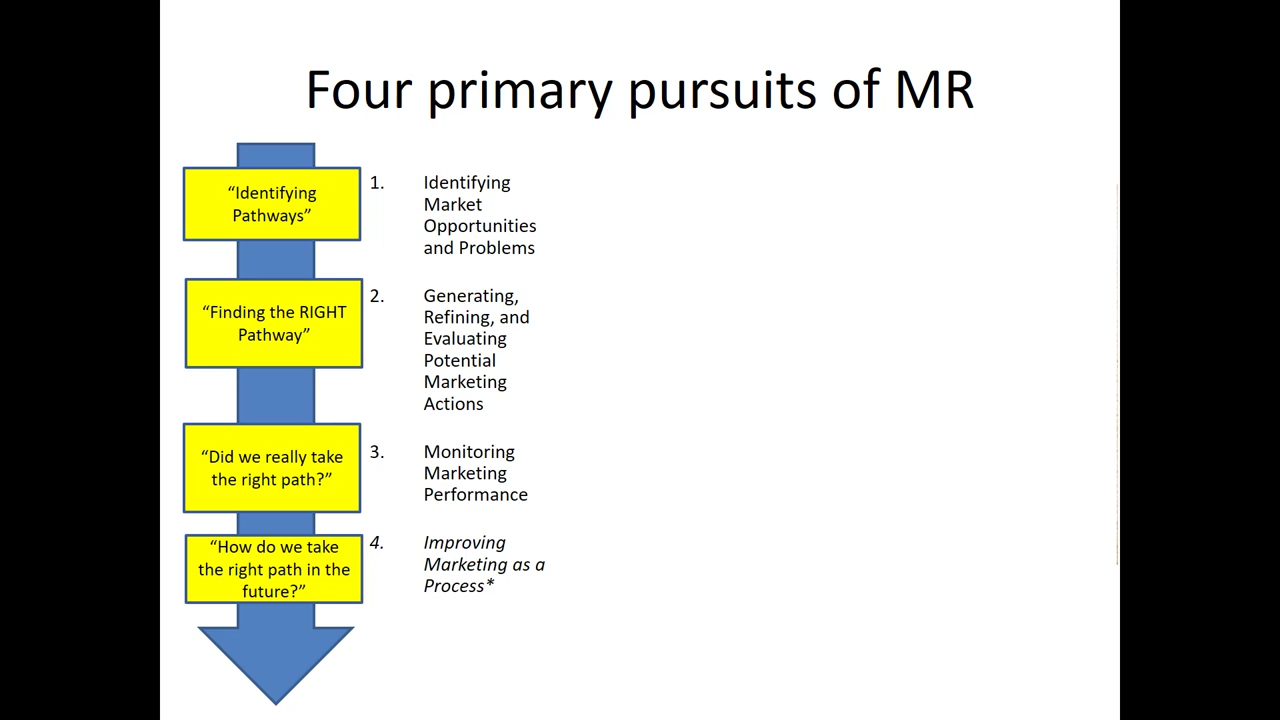 Four primary pursuits of MR
“Identifying
Pathways”
1. Identifying
Market
Opportunities
and Problems
“Finding the RIGHT
Pathway”
2. Generating,
Refining, and
Evaluating
Potential
Marketing
Actions
“Did we really take
the right path?”
3. Monitoring
Marketing
Performance
“How do we take
the right path in the
future?”
4. Improving
Marketing as a
Process*